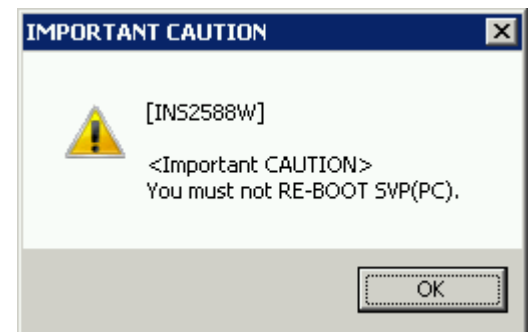 IMPORTANT CAUTION
[INS2588W]
<Important CAUTION>
You must not RE-BOOT SVP(PC).
OK